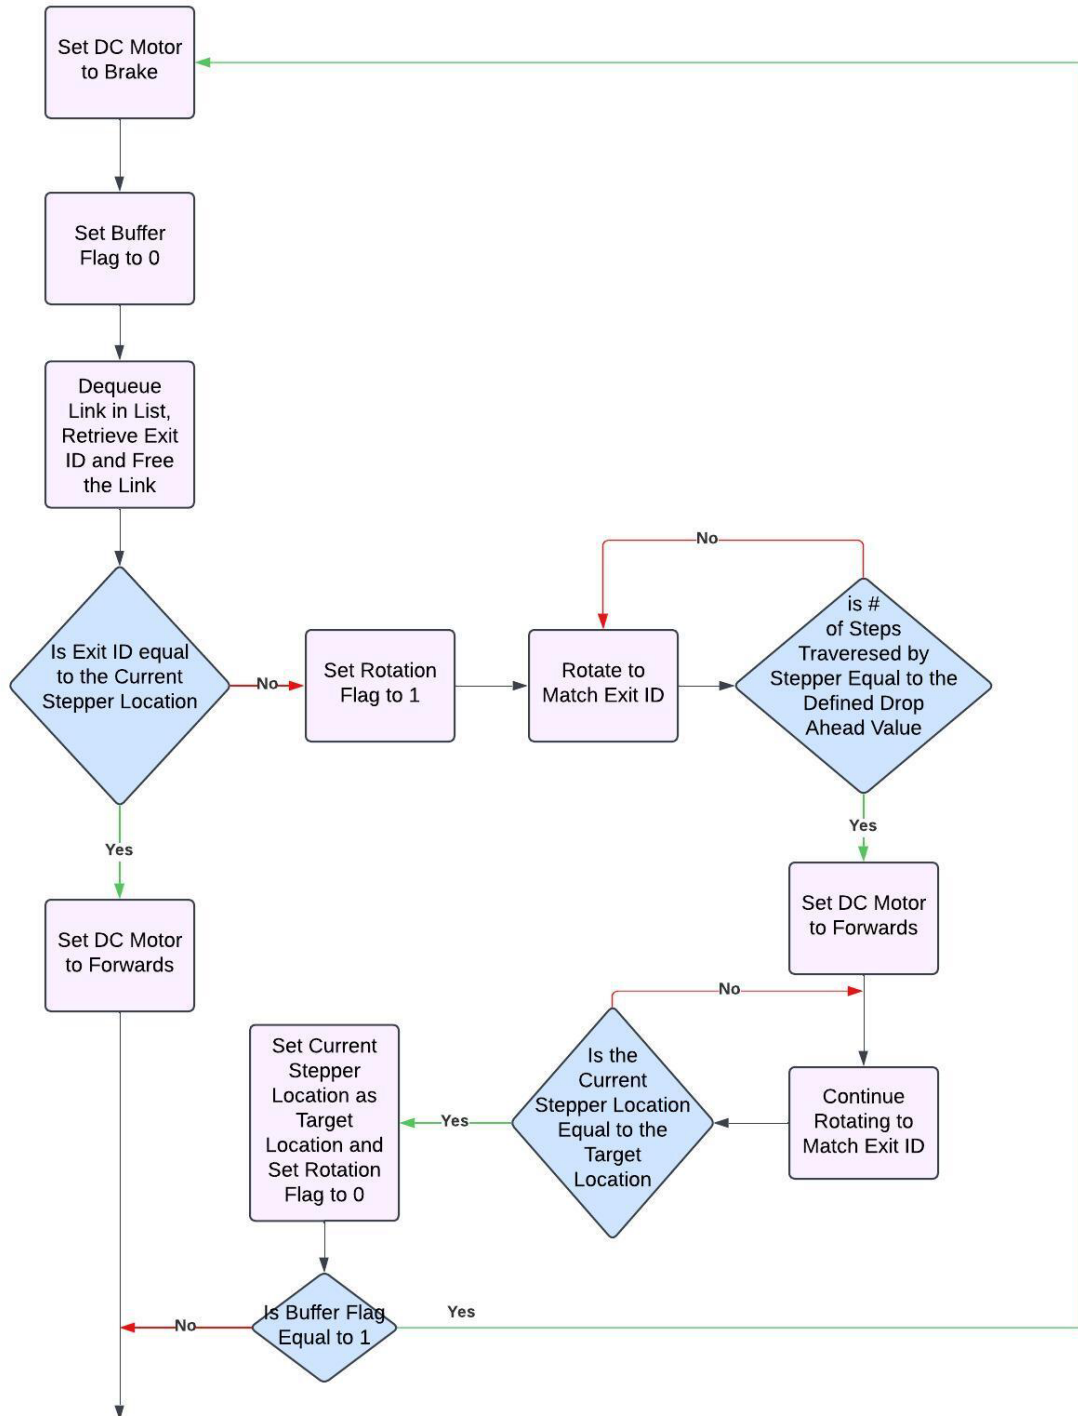 Set DC Motor
to Brake
Set Buffer
Flag to 0
Dequeue
Link in List,
Retrieve Exit
ID and Free
the Link
Is Exit ID equal
to the Current
Stepper Location
No
Set Rotation
Flag to 1
Rotate to
Match Exit ID
No
is #
of Steps
Traveresed by
Stepper Equal to the
Defined Drop
Ahead Value
Yes
Set DC Motor
to Forwards
Yes
Set DC Motor
to Forwards
No
Continue
Rotating to
Match Exit ID
Is the
Current
Stepper Location
Equal to the
Target
Location
Yes
Set Current
Stepper
Location as
Target
Location and
Set Rotation
Flag to 0
Is Buffer Flag
Equal to 1
No
Yes